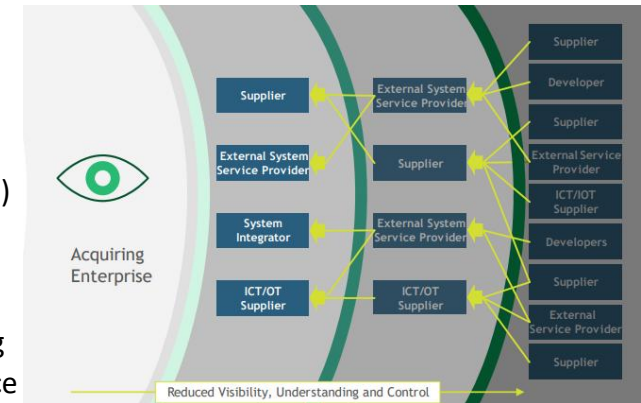 )
g
ce
Acquiring
Enterprise
Supplier
External System
Service Provider
System
Integrator
ICT/OT
Supplier
External System
Service Provider
Supplier
External System
Service Provider
ICT/OT
Supplier
Supplier
Developer
Supplier
External Service
Provider
ICT/IOT
Supplier
Developers
Supplier
External
Service Provider
Supplier
Reduced Visibility, Understanding and Control